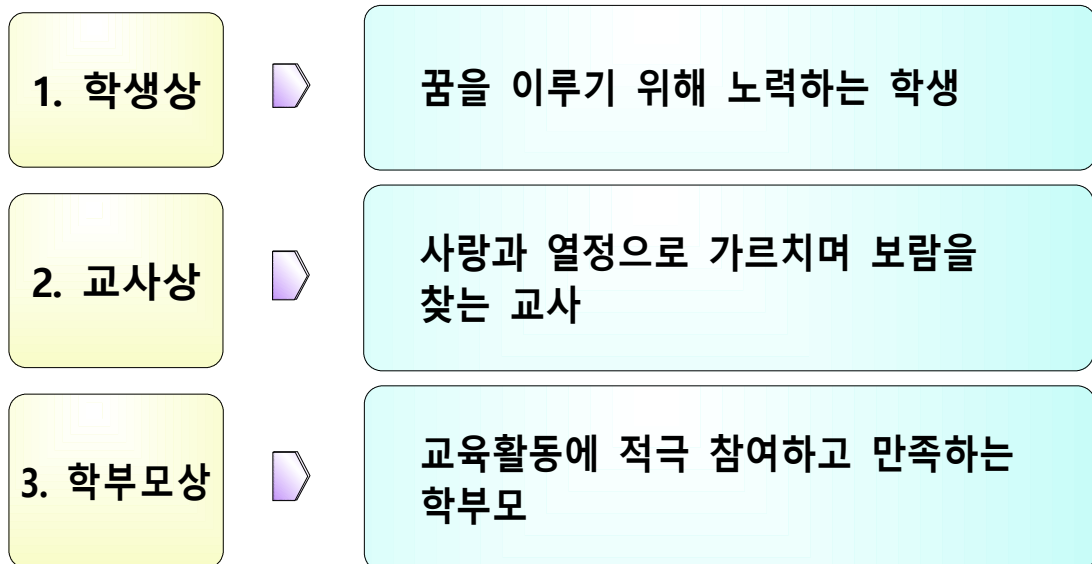 1. 학생상
꿈을 이루기 위해 노력하는 학생
2. 교사상
사랑과 열정으로 가르치며 보람을
찾는 교사
3. 학부모상
교육활동에 적극 참여하고 만족하는
학부모